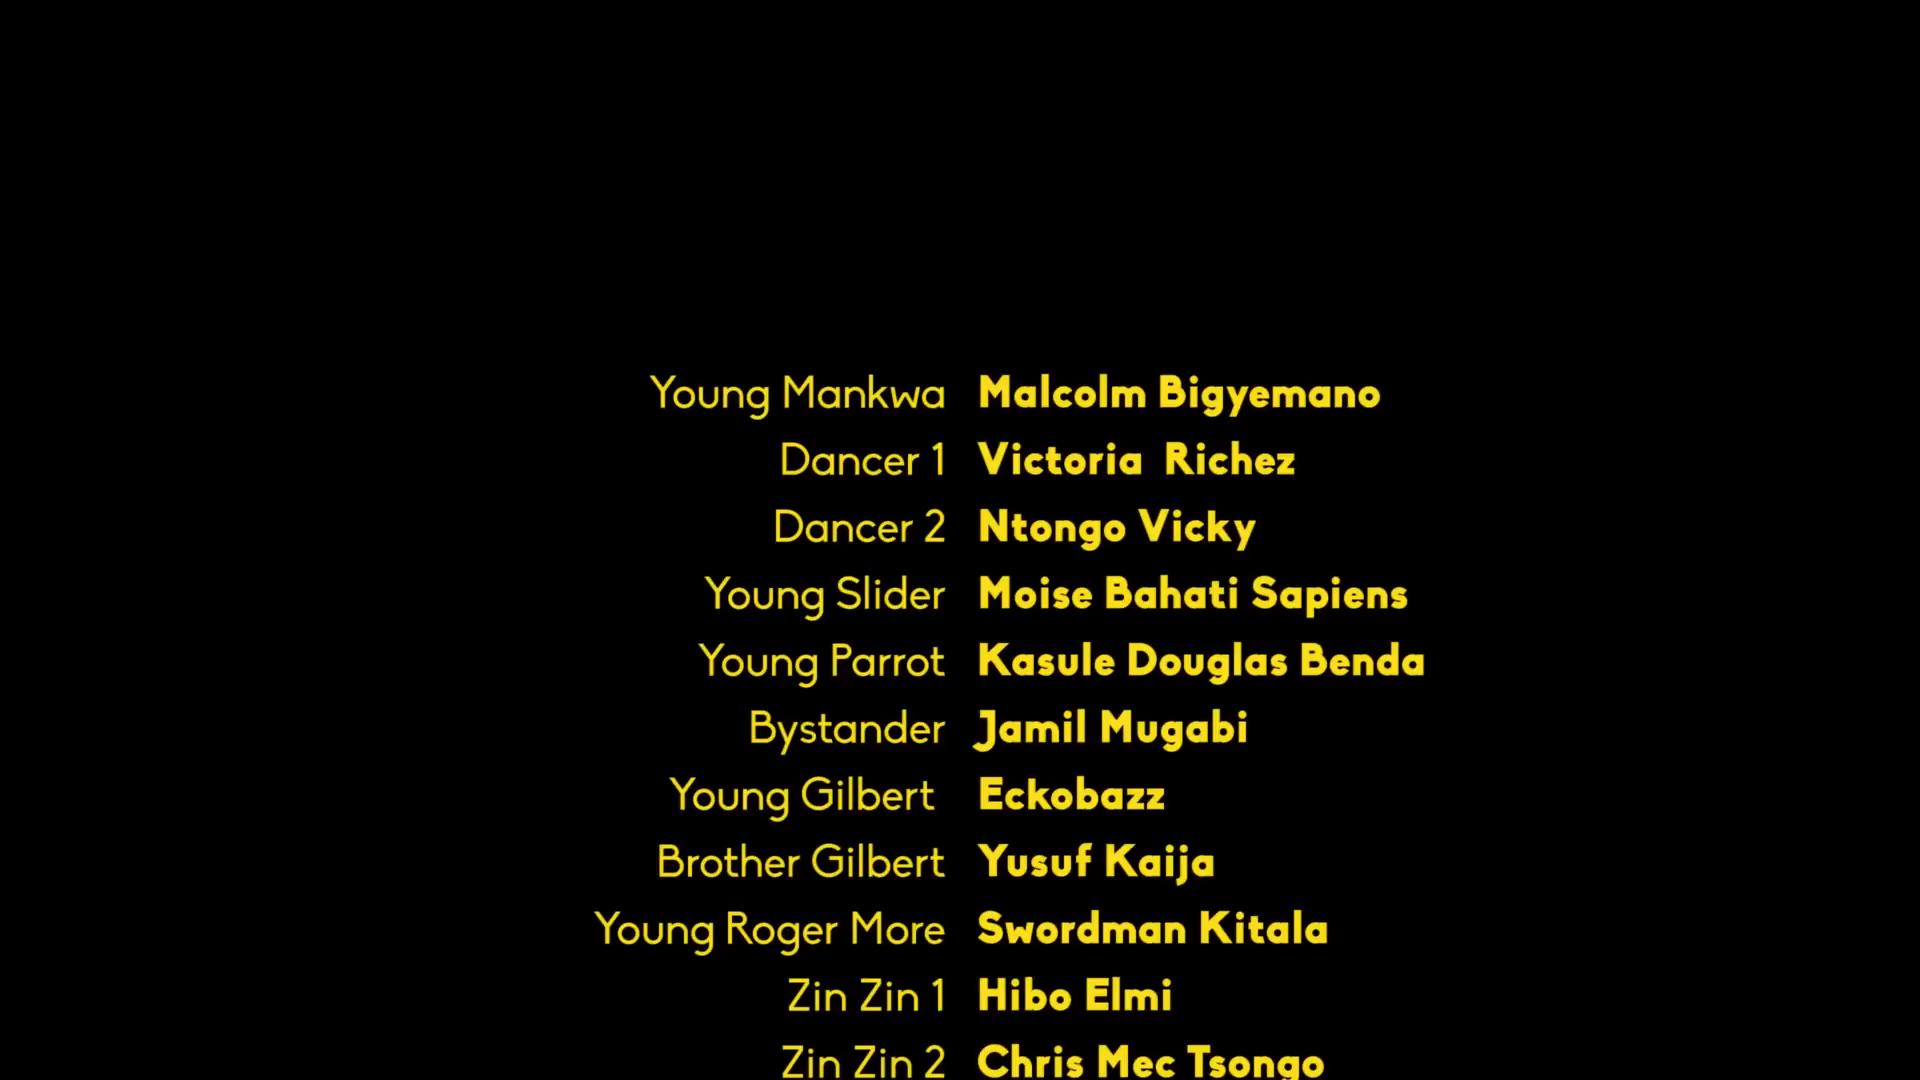 Young Mankwa Malcolm Bigyemano
Dancer 1 Victoria Richez
Dancer 2 Ntongo Vicky
Young Slider Moise Bahati Sapiens
Young Parrot Kasule Douglas Benda
Bystander Jamil Mugabi
Young Gilbert Eckobazz
Brother Gilbert Yusuf Kaija
Young Roger More Swordman Kitala
Zin Zin 1 Hibo Elmi
Zin Zin 2 Chris Mec Tsongo